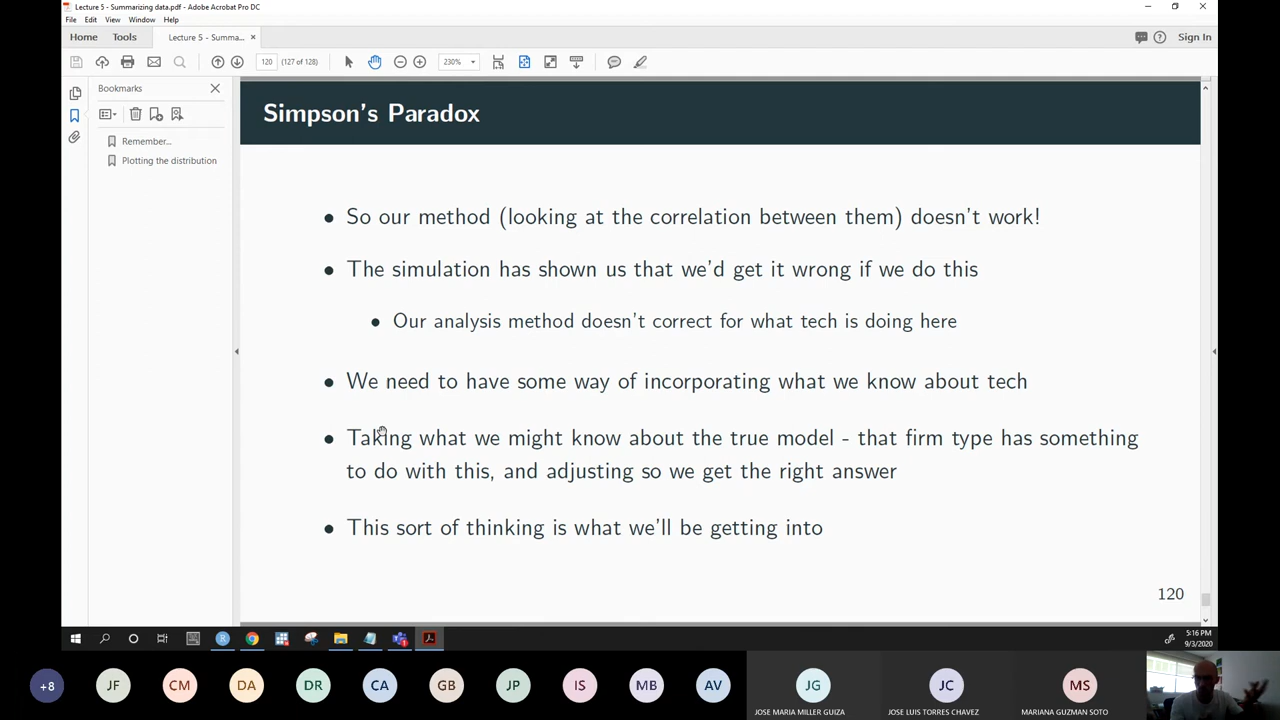 Lecture 5 - Summarizing data.pdf - Adobe Acrobat Pro DC
File Edit View Window Help
Home Tools Lecture 5 - Summa... ×
Sign In
120 (127 of 128) 230%
Bookmarks
Remember...
Plotting the distribution
Simpson's Paradox
• So our method (looking at the correlation between them) doesn't work!
• The simulation has shown us that we'd get it wrong if we do this
• Our analysis method doesn't correct for what tech is doing here
• We need to have some way of incorporating what we know about tech
• Taking what we might know about the true model - that firm type has something
to do with this, and adjusting so we get the right answer
• This sort of thinking is what we'll be getting into
120
5:16 PM
9/3/2020
+8 JF CM DA DR CA GB JP IS MB AV JG JC MS
JOSE MARIA MILLER GUIZA JOSE LUIS TORRES CHAVEZ MARIANA GUZMAN SOTO